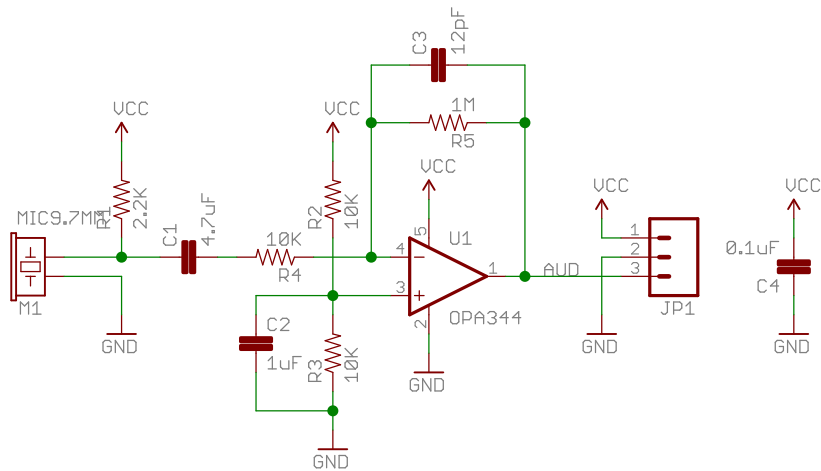 C3
12pF
VCC
VCC
1M
R5
VCC
VCC
VCC
MIC9.7MM
R1
2.2K
C1
4.7uF
R2
10K
10K
R4
5
U1
4
1
3
2
OPA344
AUD
1
2
3
JP1
0.1uF
C4
M1
C2
1uF
R3
10K
GND
GND
GND
GND
GND